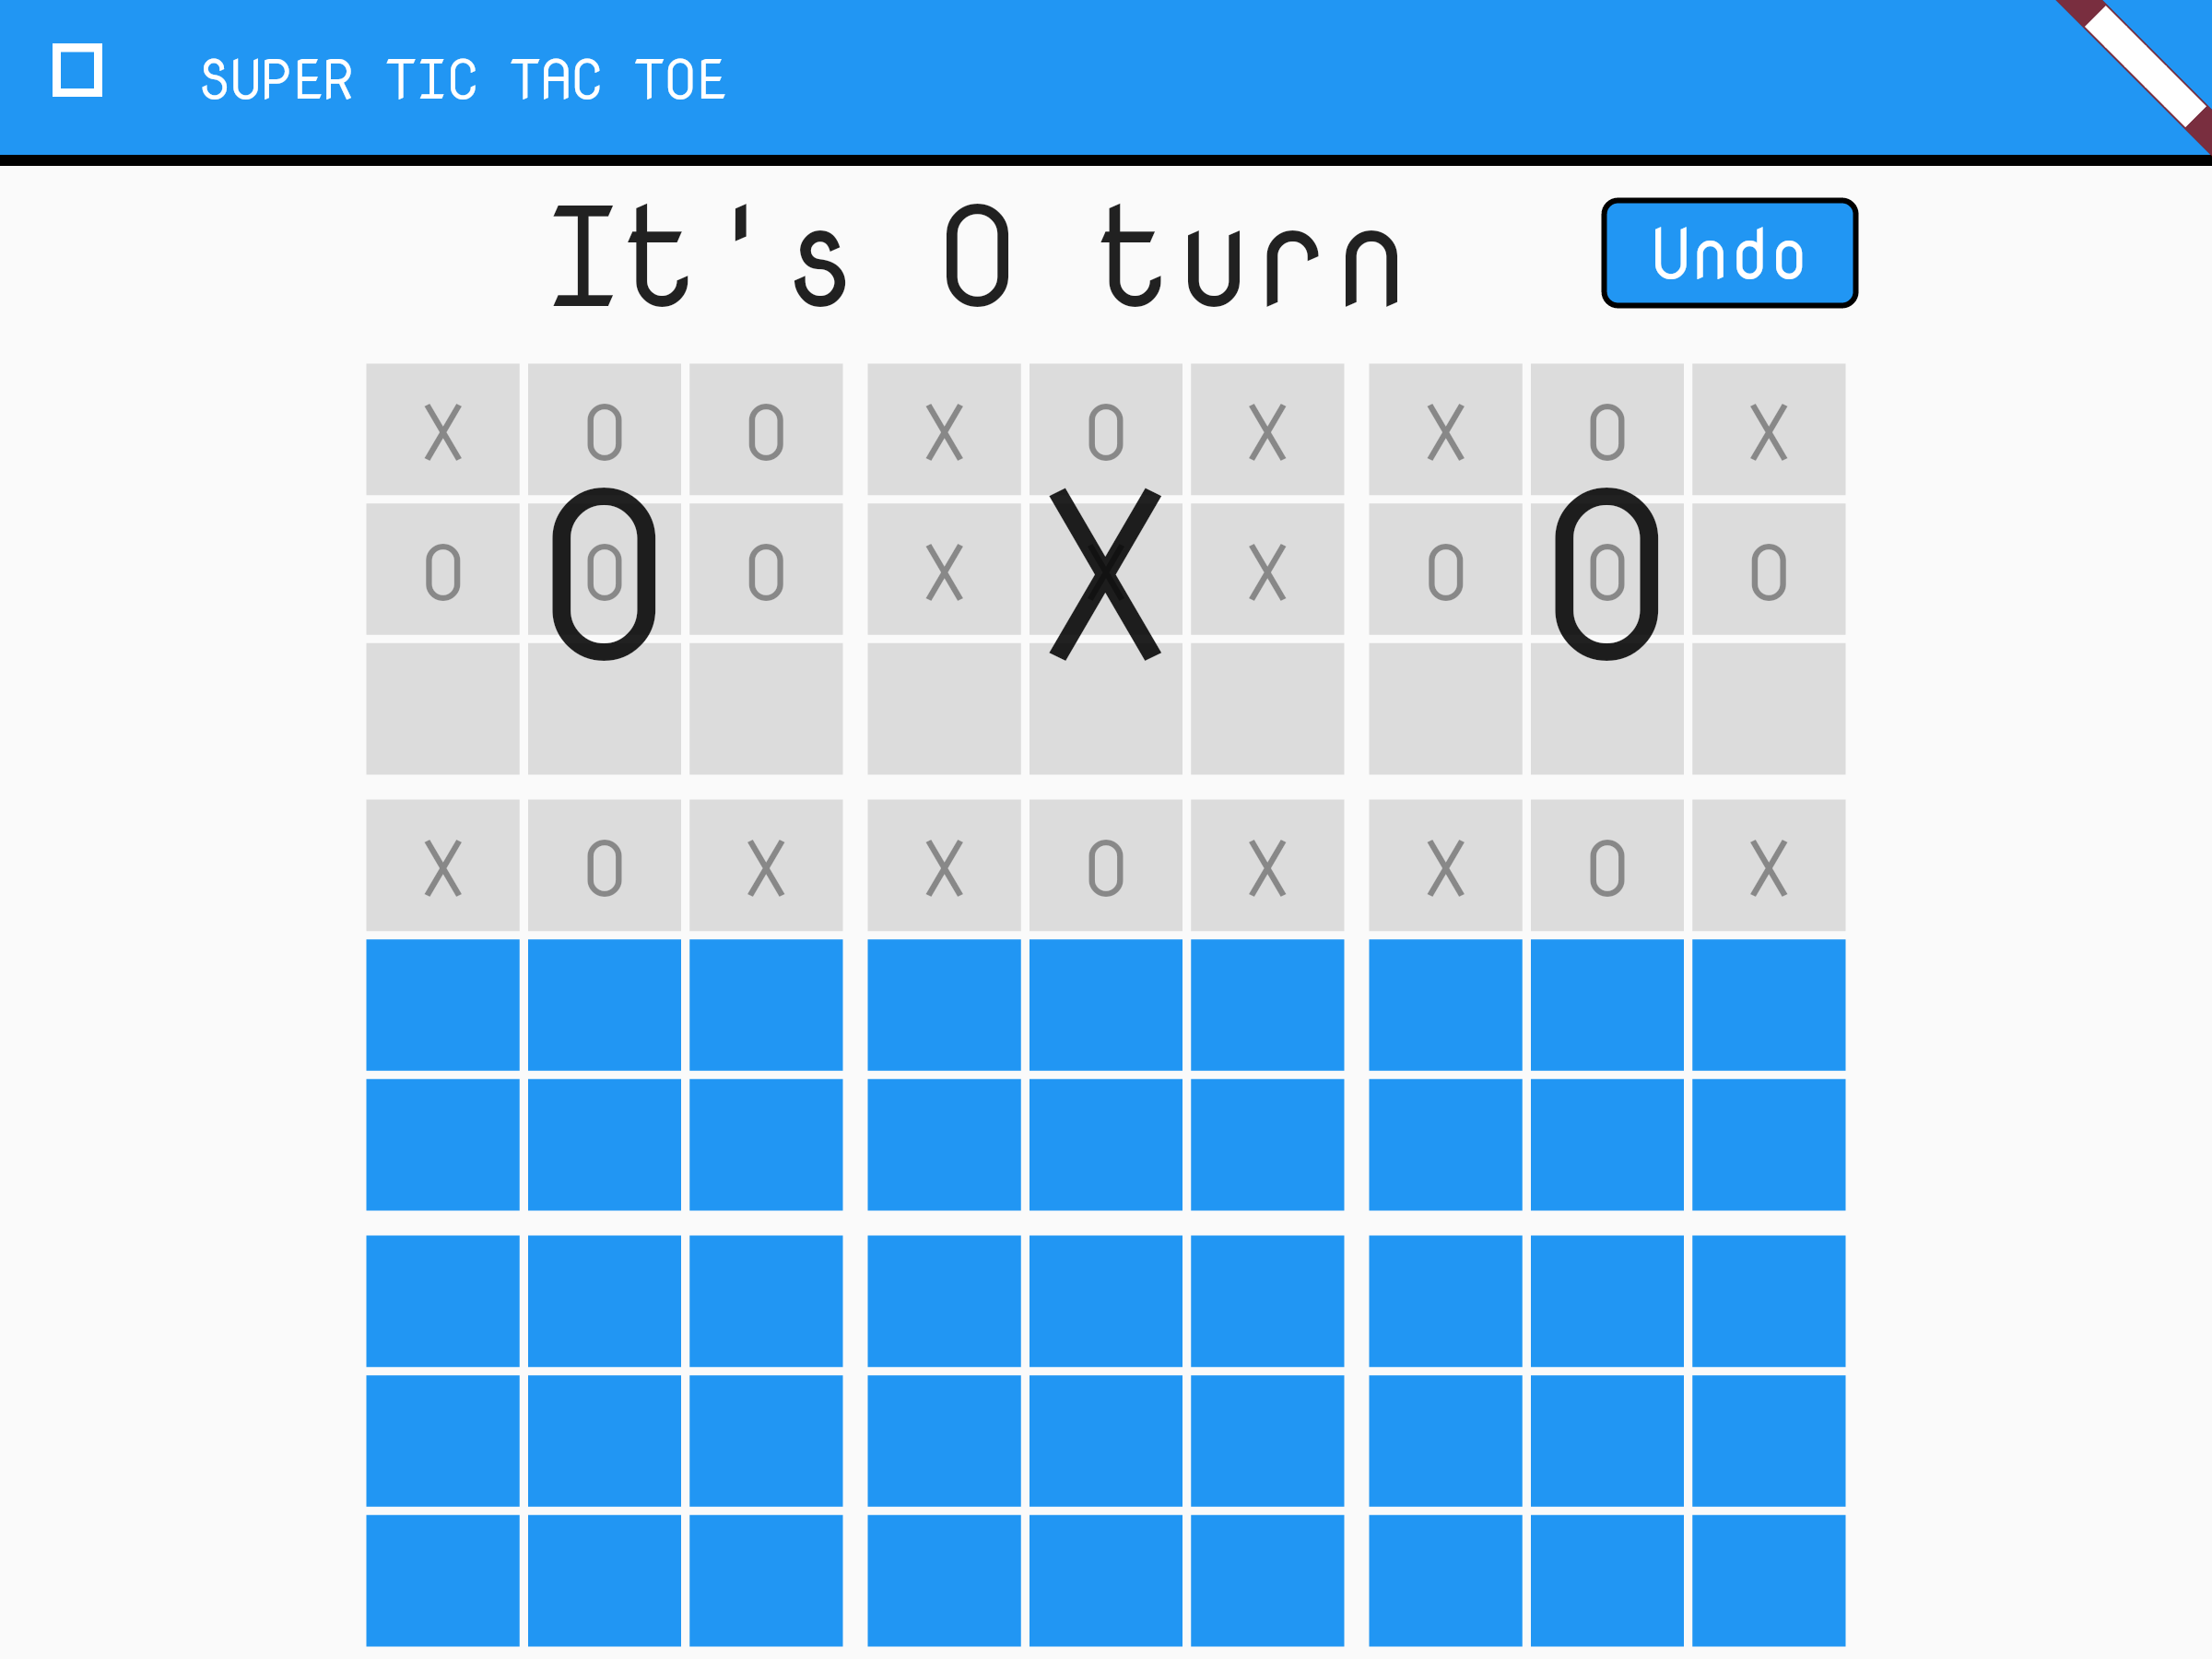 SUPER TIC TAC TOE
It's O turn
Undo
X O O X O X X O X
O O O X X X O O O
O X O
X O X X O X X O X